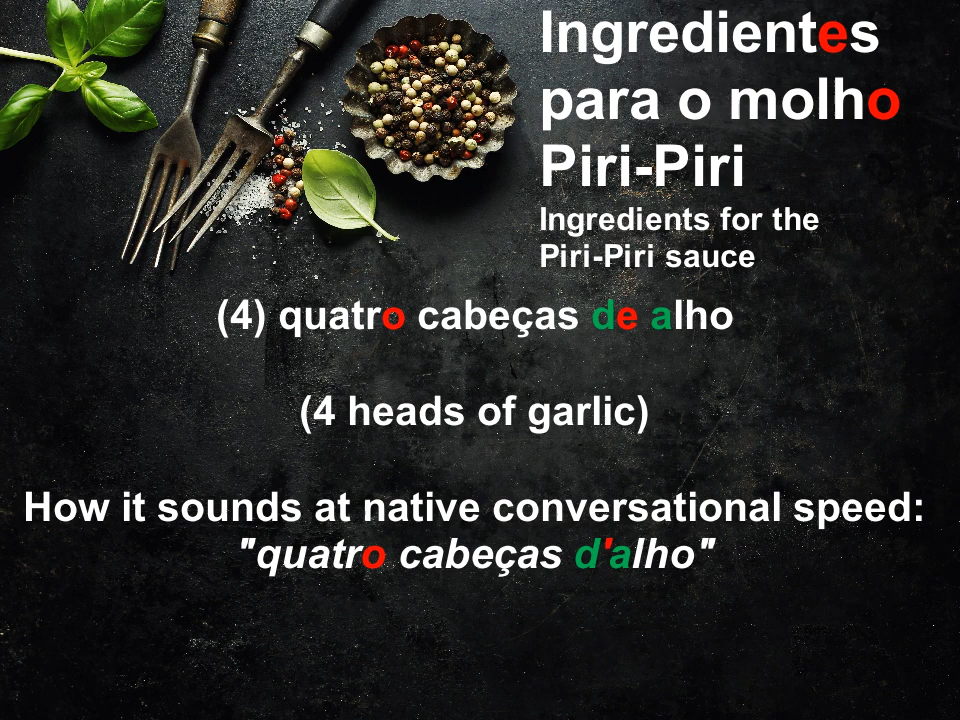 Ingredientes
para o molho
Piri-Piri
Ingredients for the
Piri-Piri sauce
(4) quatro cabeças de alho
(4 heads of garlic)
How it sounds at native conversational speed:
"quatro cabeças d'alho"